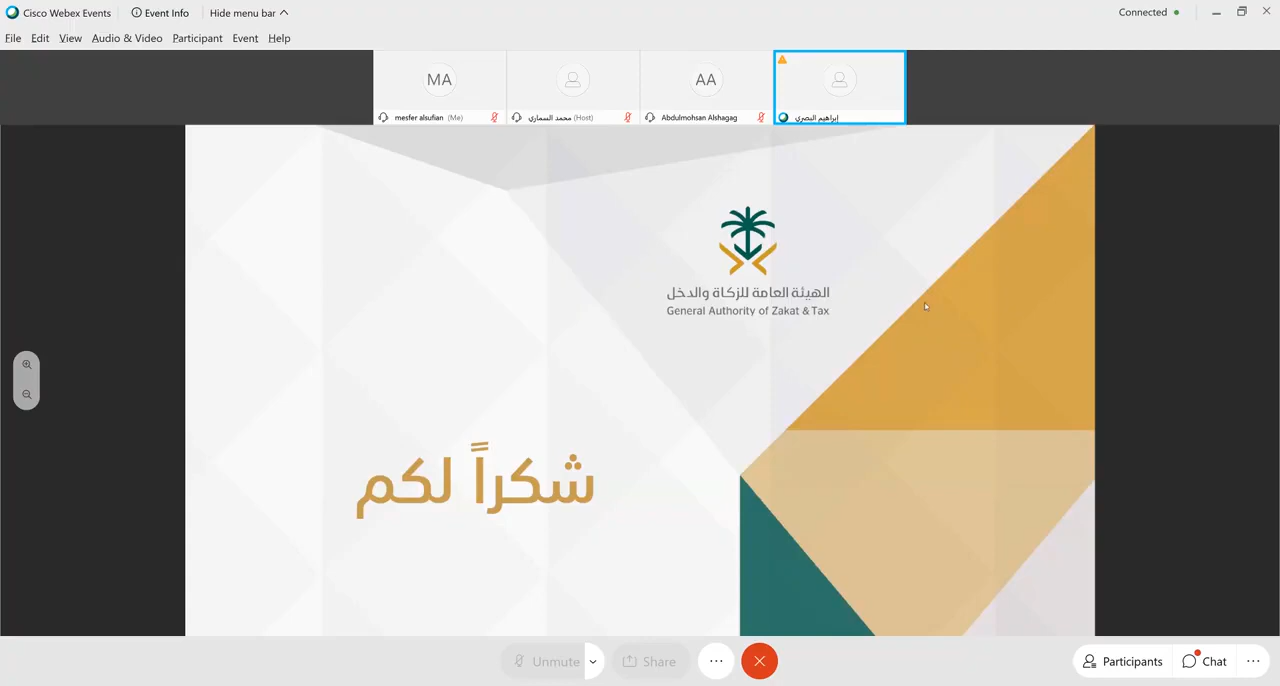 Cisco Webex Events
Event Info
Hide menu bar
Connected
File Edit View Audio & Video Participant Event Help
MA
AA
mesfer alsufian (Me)
محمد السماري (Host)
Abdulmohsan Alshagag
إبراهيم البصري
الهيئة العامة للزكاة والدخل
General Authority of Zakat & Tax
شكراً لكم
Unmute
Share
Participants
Chat